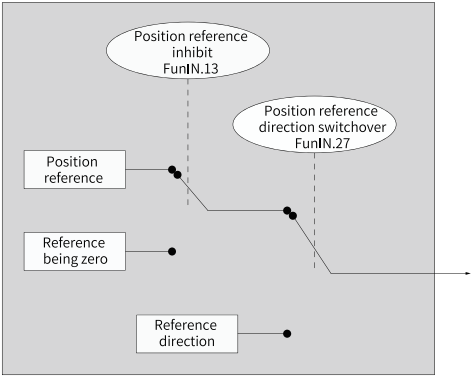 Position reference
inhibit
FunIN.13
Position reference
direction switchover
FunIN.27
Position
reference
Reference
being zero
Reference
direction